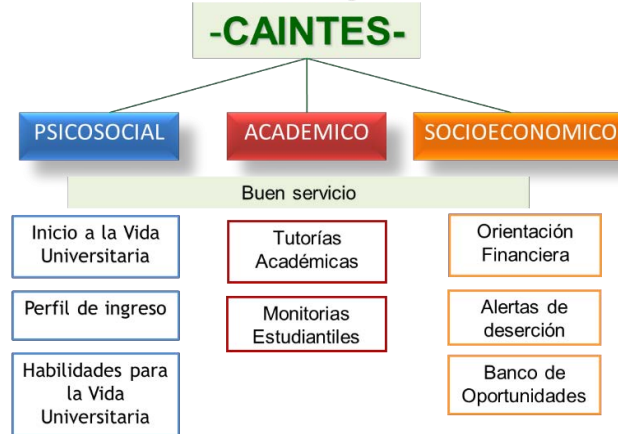 -CAINTES-
PSICOSOCIAL
ACADEMICO
SOCIOECONOMICO
Buen servicio
Inicio a la Vida
Universitaria
Perfil de ingreso
Habilidades para
la Vida
Universitaria
Tutorías
Académicas
Monitorias
Estudiantiles
Orientación
Financiera
Alertas de
deserción
Banco de
Oportunidades